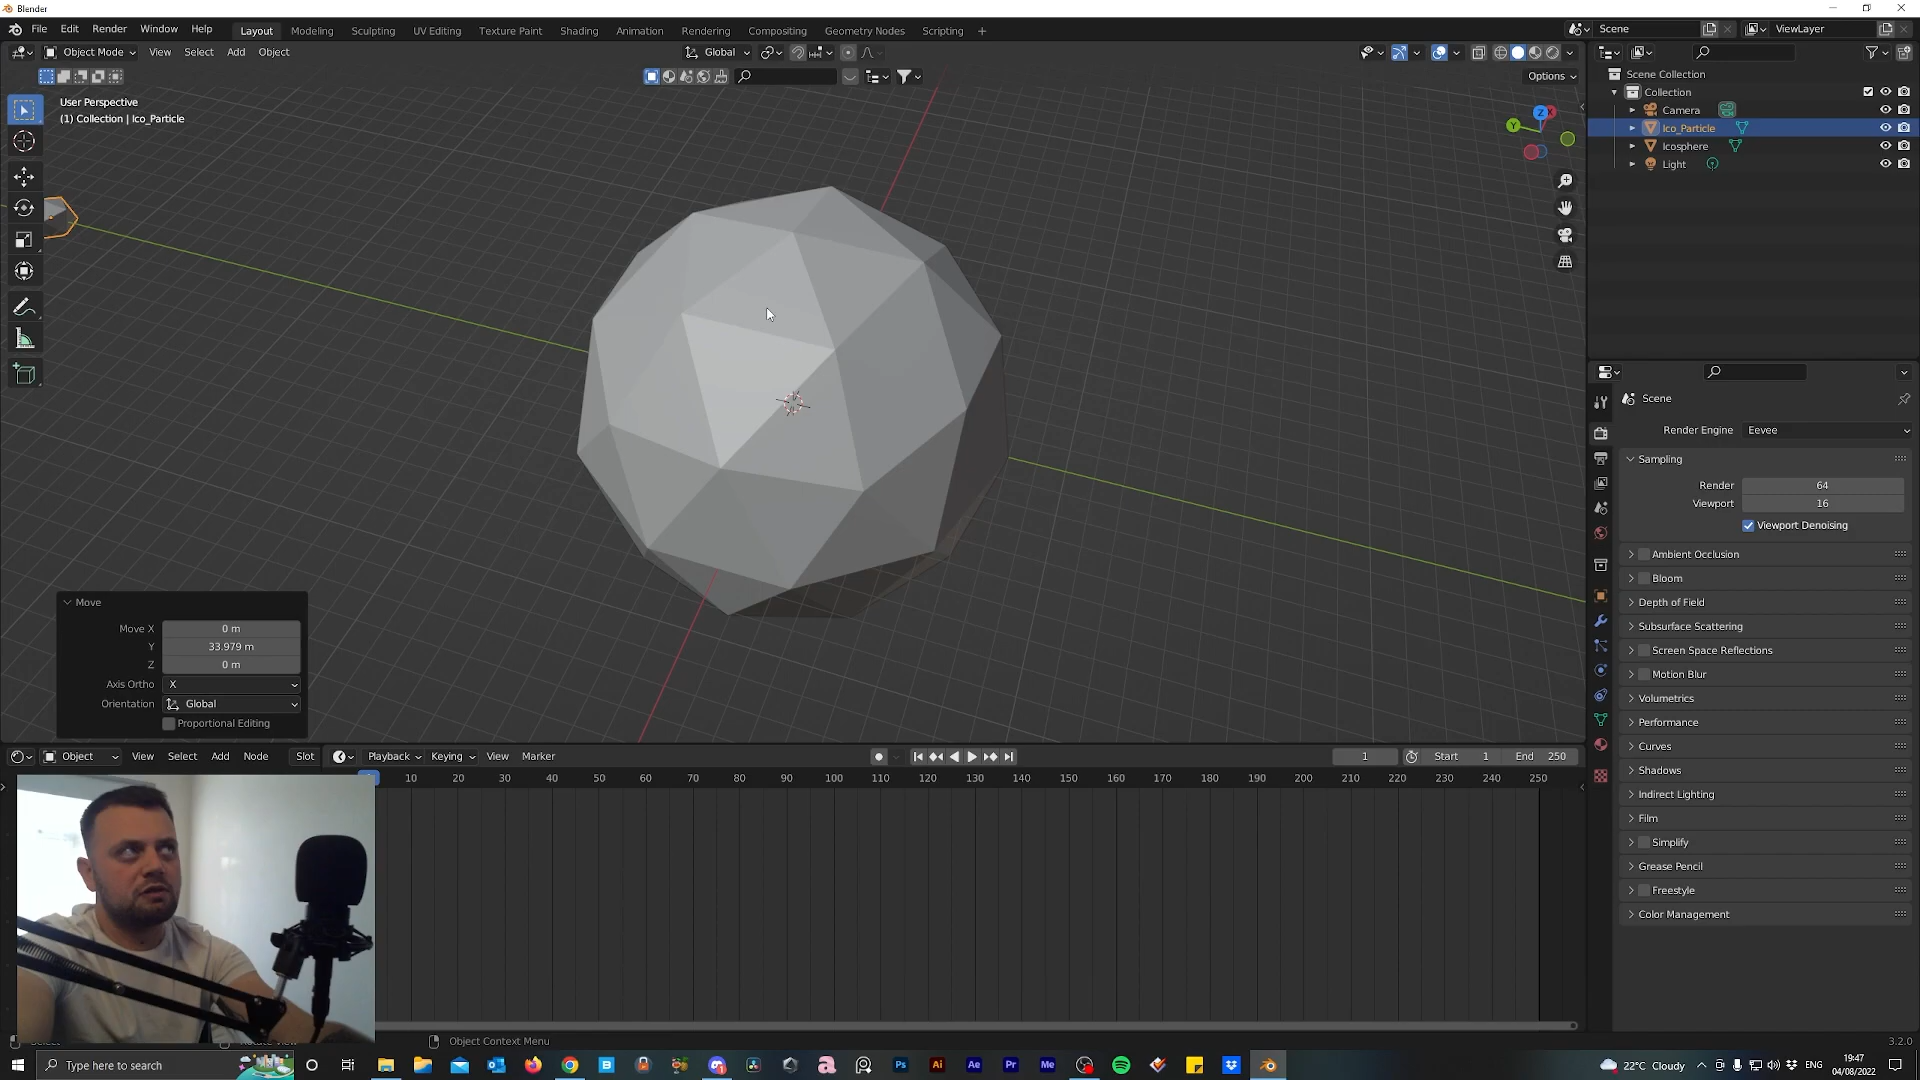 Blender
File Edit Render Window Help Layout Modeling Sculpting UV Editing Texture Paint Shading Animation Rendering Compositing Geometry Nodes Scripting + Scene ViewLayer
Object Mode View Select Add Object Global
Options
User Perspective
(1) Collection | Ico_Particle
Scene Collection
Collection
Camera
Ico_Particle
Icosphere
Light
Z
X
Y
Scene
Render Engine Eevee
Sampling
Render 64
Viewport 16
Viewport Denoising
Ambient Occlusion
Bloom
Depth of Field
Subsurface Scattering
Screen Space Reflections
Motion Blur
Volumetrics
Performance
Curves
Shadows
Indirect Lighting
Film
Simplify
Grease Pencil
Freestyle
Color Management
Move
Move X 0 m
Y 33.979 m
Z 0 m
Axis Ortho X
Orientation Global
Proportional Editing
Object View Select Add Node Slot Playback Keying View Marker 1 Start 1 End 250
10 20 30 40 50 60 70 80 90 100 110 120 130 140 150 160 170 180 190 200 210 220 230 240 250
Object Context Menu 3.2.0
Type here to search
Ps Ai Ae Pr Me
22°C Cloudy ENG
19:47
04/08/2022